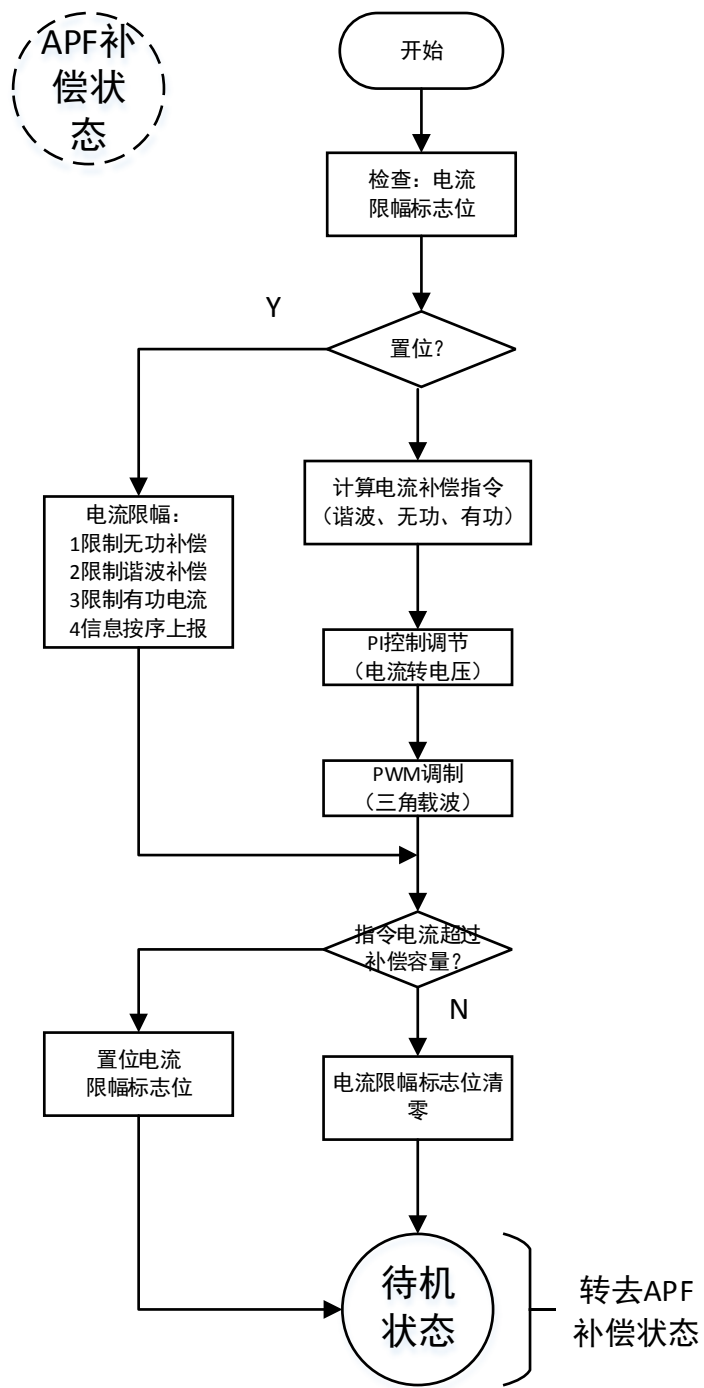 APF补
偿状
态
开始
检查：电流
限幅标志位
Y
置位？
计算电流补偿指令
（谐波、无功、有功）
电流限幅：
1限制无功补偿
2限制谐波补偿
3限制有功电流
4信息按序上报
PI控制调节
（电流转电压）
PWM调制
（三角载波）
指令电流超过
补偿容量？
N
置位电流
限幅标志位
电流限幅标志位清
零
待机
状态
转去APF
补偿状态